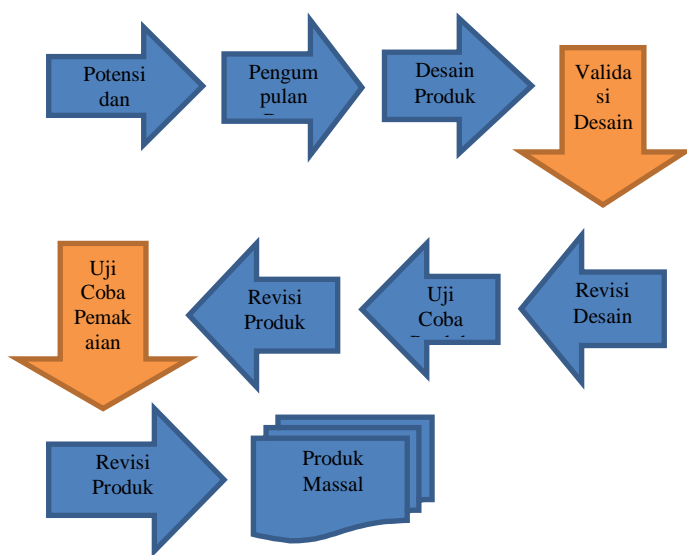 Potensi
dan
Pengum
pulan
Desain
Produk
Valida
si
Desain
Revisi
Desain
Uji
Coba
Revisi
Produk
Uji
Coba
Pemak
aian
Revisi
Produk
Produk
Massal